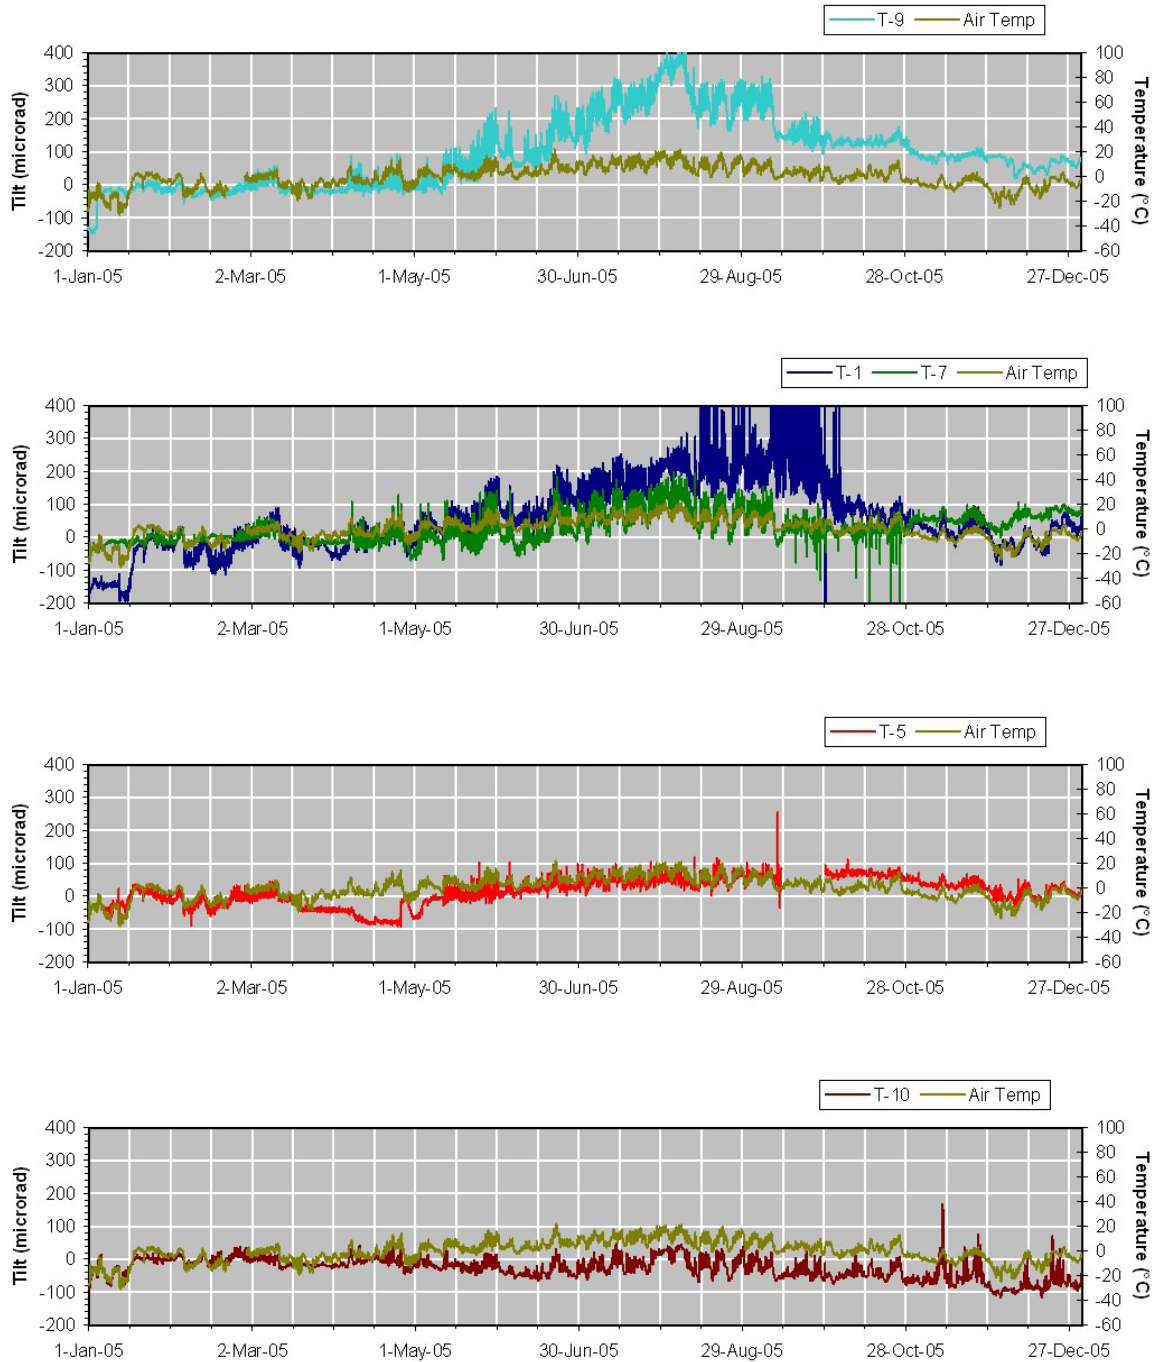 T-9 Air Temp
400 100
300 80
200 60
100 40
0 20
-100 0
-200 -20
-40
-60
Tilt (microrad)
Temperature (°C)
1-Jan-05 2-Mar-05 1-May-05 30-Jun-05 29-Aug-05 28-Oct-05 27-Dec-05
T-1 T-7 Air Temp
400 100
300 80
200 60
100 40
0 20
-100 0
-200 -20
-40
-60
Tilt (microrad)
Temperature (°C)
1-Jan-05 2-Mar-05 1-May-05 30-Jun-05 29-Aug-05 28-Oct-05 27-Dec-05
T-5 Air Temp
400 100
300 80
200 60
100 40
0 20
-100 0
-200 -20
-40
-60
Tilt (microrad)
Temperature (°C)
1-Jan-05 2-Mar-05 1-May-05 30-Jun-05 29-Aug-05 28-Oct-05 27-Dec-05
T-10 Air Temp
400 100
300 80
200 60
100 40
0 20
-100 0
-200 -20
-40
-60
Tilt (microrad)
Temperature (°C)
1-Jan-05 2-Mar-05 1-May-05 30-Jun-05 29-Aug-05 28-Oct-05 27-Dec-05